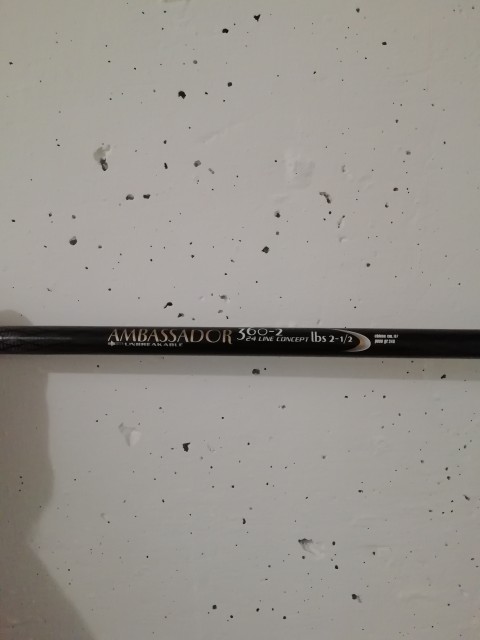 AMBASSADOR 360-2 lbs 2-1/2
UNBREAKABLE 24 LINE CONCEPT